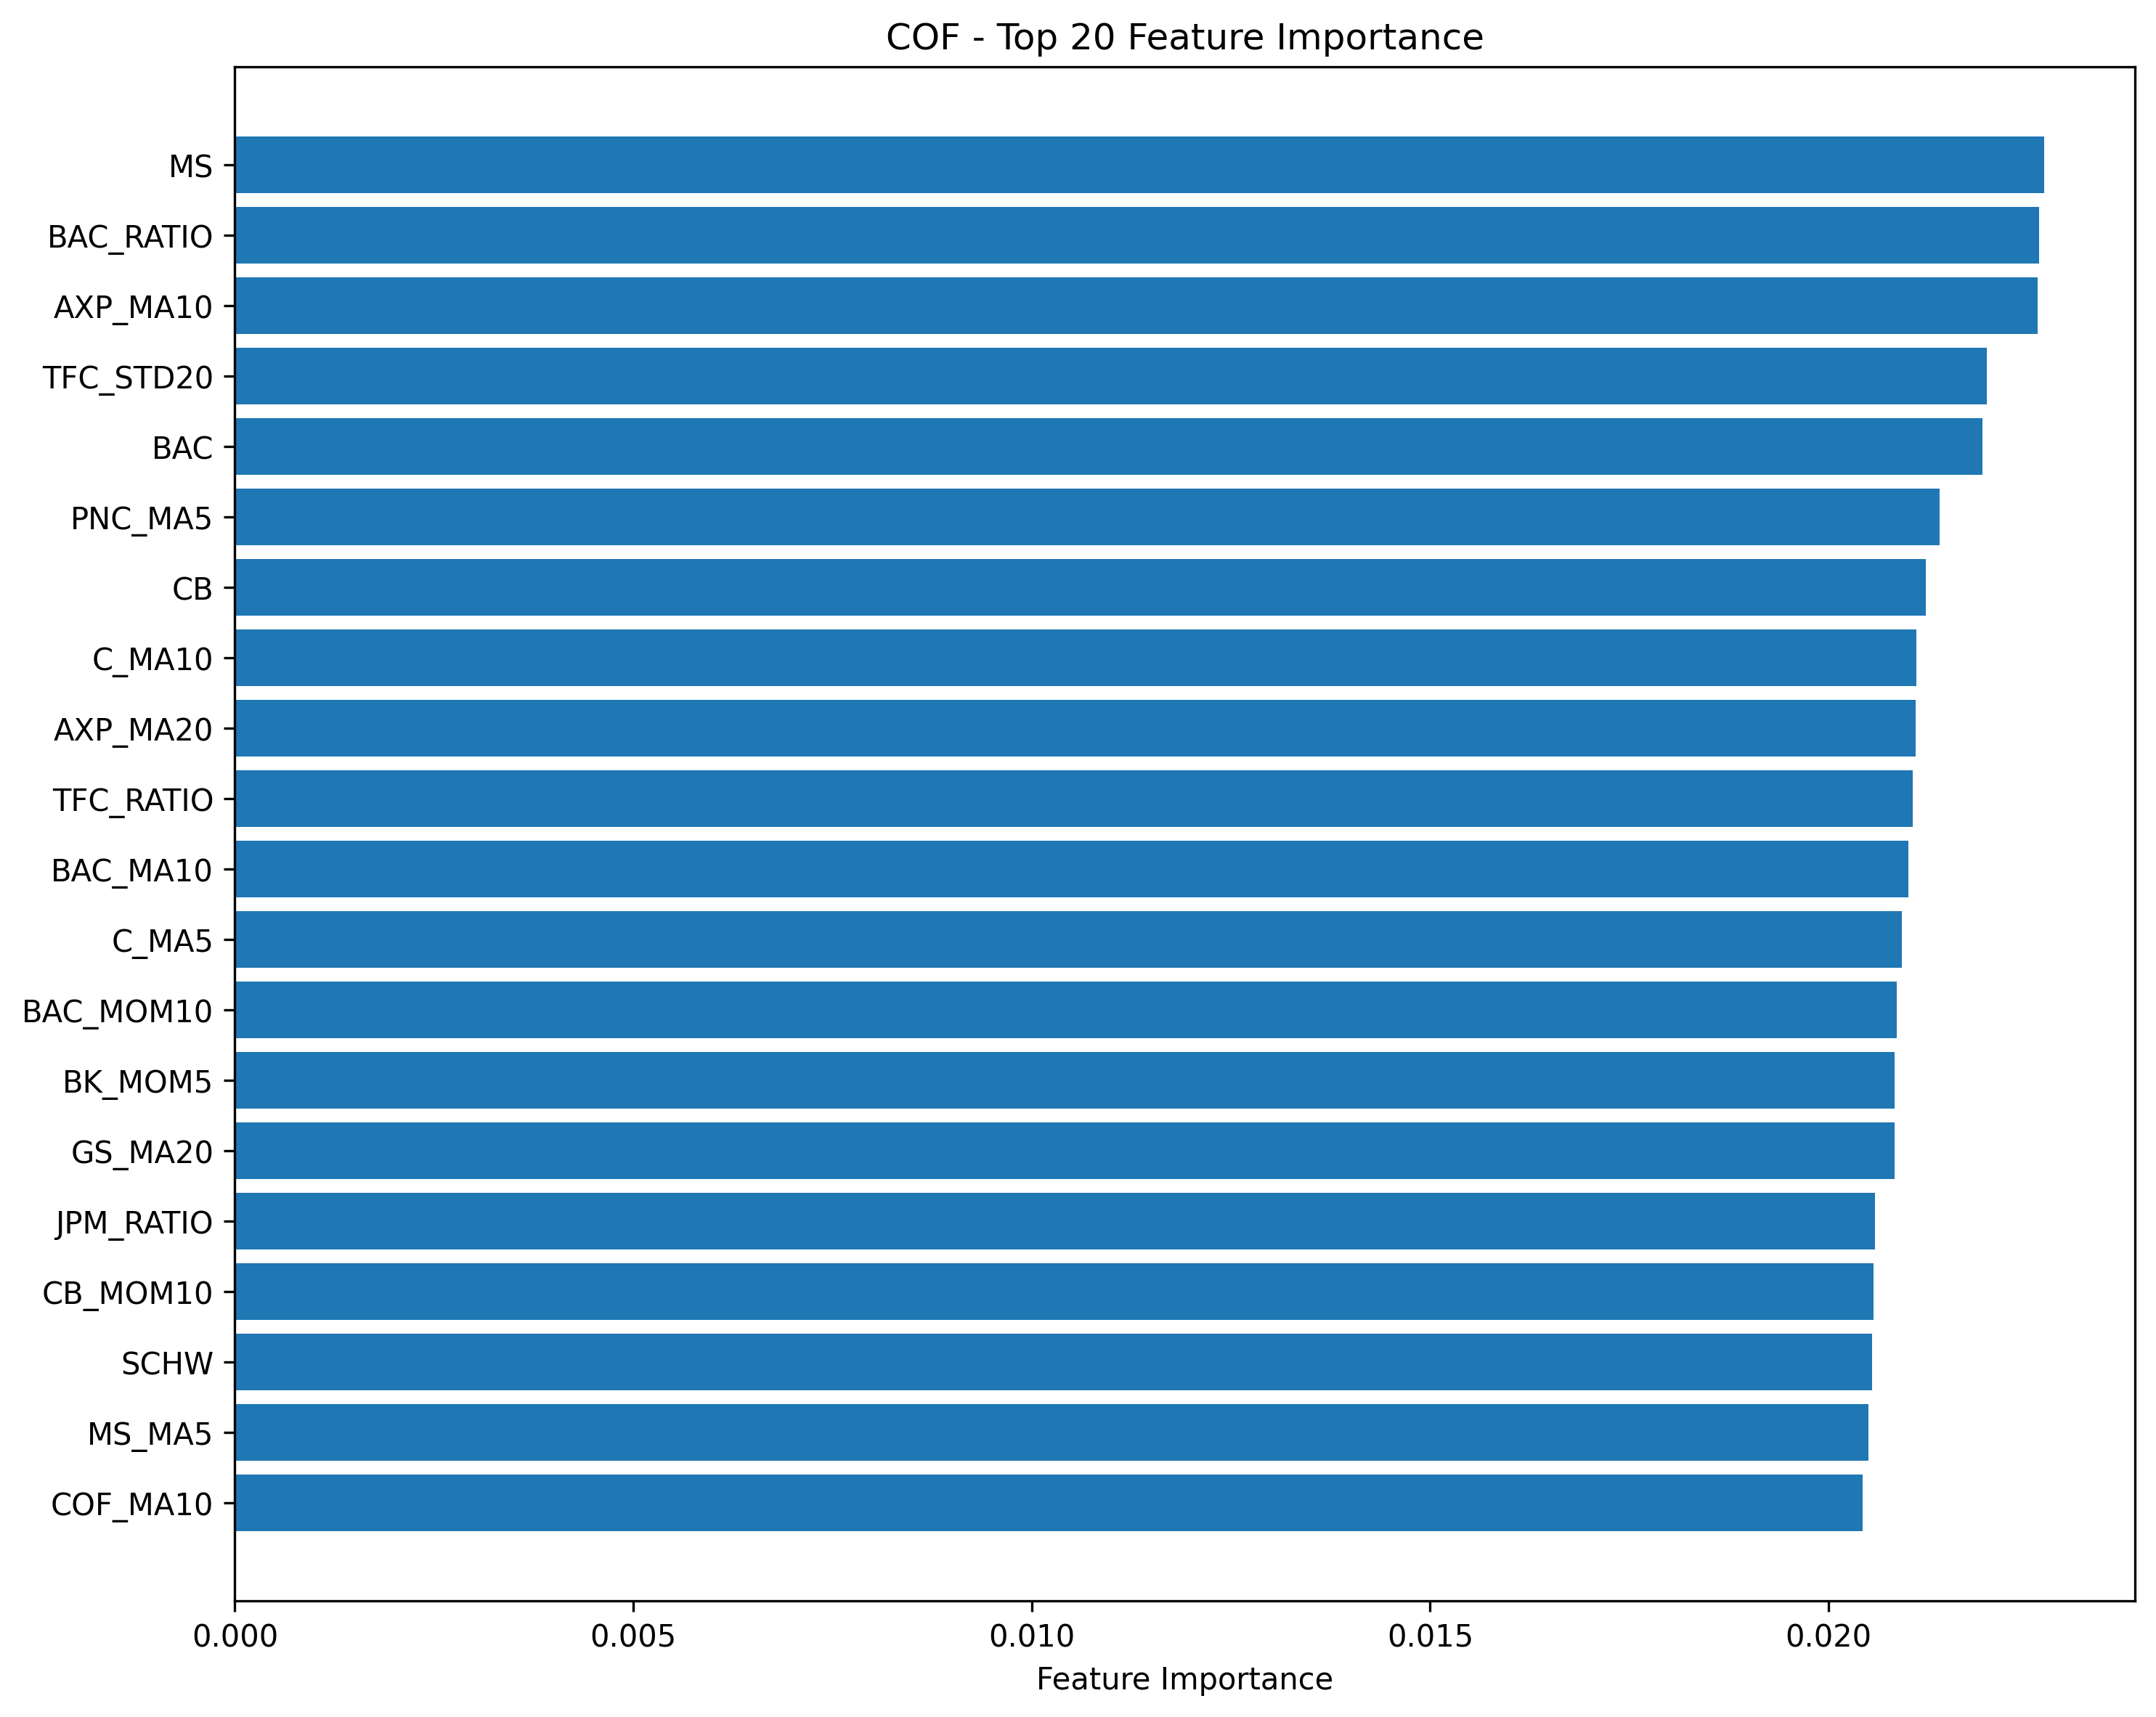 COF - Top 20 Feature Importance
MS
BAC_RATIO
AXP_MA10
TFC_STD20
BAC
PNC_MA5
CB
C_MA10
AXP_MA20
TFC_RATIO
BAC_MA10
C_MA5
BAC_MOM10
BK_MOM5
GS_MA20
JPM_RATIO
CB_MOM10
SCHW
MS_MA5
COF_MA10
0.000 0.005 0.010 0.015 0.020
Feature Importance